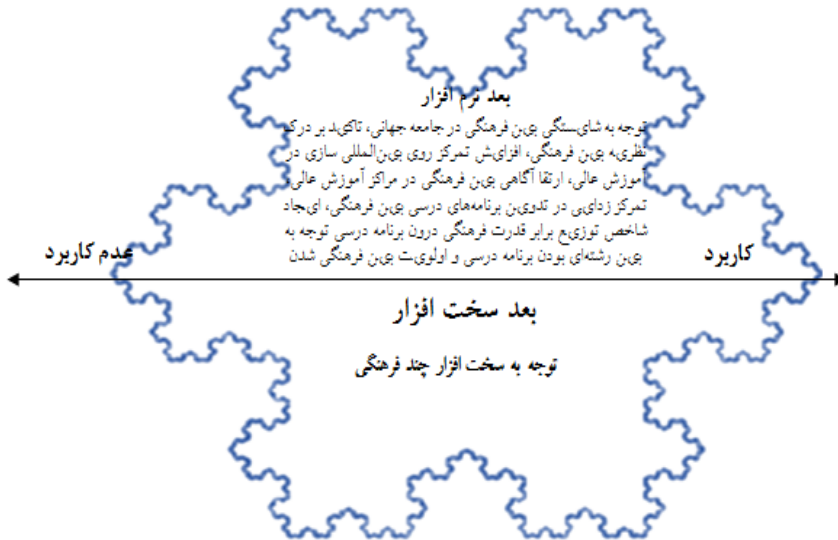 بعد نرم افزار
توجه به شایستگی بین فرهنگی در جامعه جهانی، تاکید بر درک
نظریه بین فرهنگی، افزایش تمرکز روی بین‌المللی سازی در
آموزش عالی، ارتقا آگاهی بین فرهنگی در مراکز آموزش عالی،
تمرکز زدایی در تدوین برنامه‌های درسی بین فرهنگی، ایجاد
شاخص توزیع برابر قدرت فرهنگی درون برنامه درسی توجه به
بین رشته‌ای بودن برنامه درسی و اولویت بین فرهنگی شدن
کاربرد
عدم کاربرد
بعد سخت افزار
توجه به سخت افزار چند فرهنگی